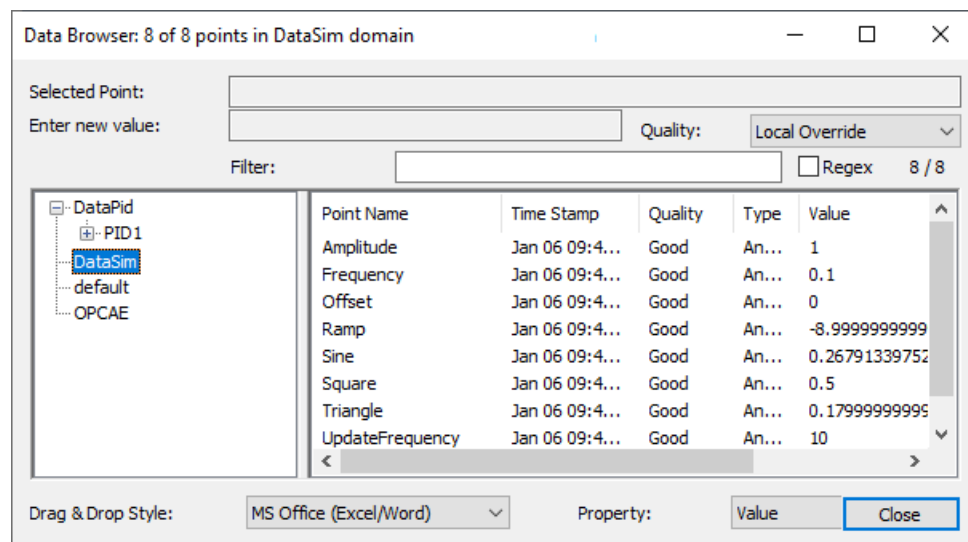 Data Browser: 8 of 8 points in DataSim domain
Selected Point:
Enter new value:
Quality: Local Override
Filter: Regex 8 / 8
DataPid
PID1
DataSim
default
OPCAE
Point Name Time Stamp Quality Type Value
Amplitude Jan 06 09:4... Good An... 1
Frequency Jan 06 09:4... Good An... 0.1
Offset Jan 06 09:4... Good An... 0
Ramp Jan 06 09:4... Good An... -8.9999999999
Sine Jan 06 09:4... Good An... 0.26791339752
Square Jan 06 09:4... Good An... 0.5
Triangle Jan 06 09:4... Good An... 0.17999999999
UpdateFrequency Jan 06 09:4... Good An... 10
Drag & Drop Style: MS Office (Excel/Word) Property: Value Close